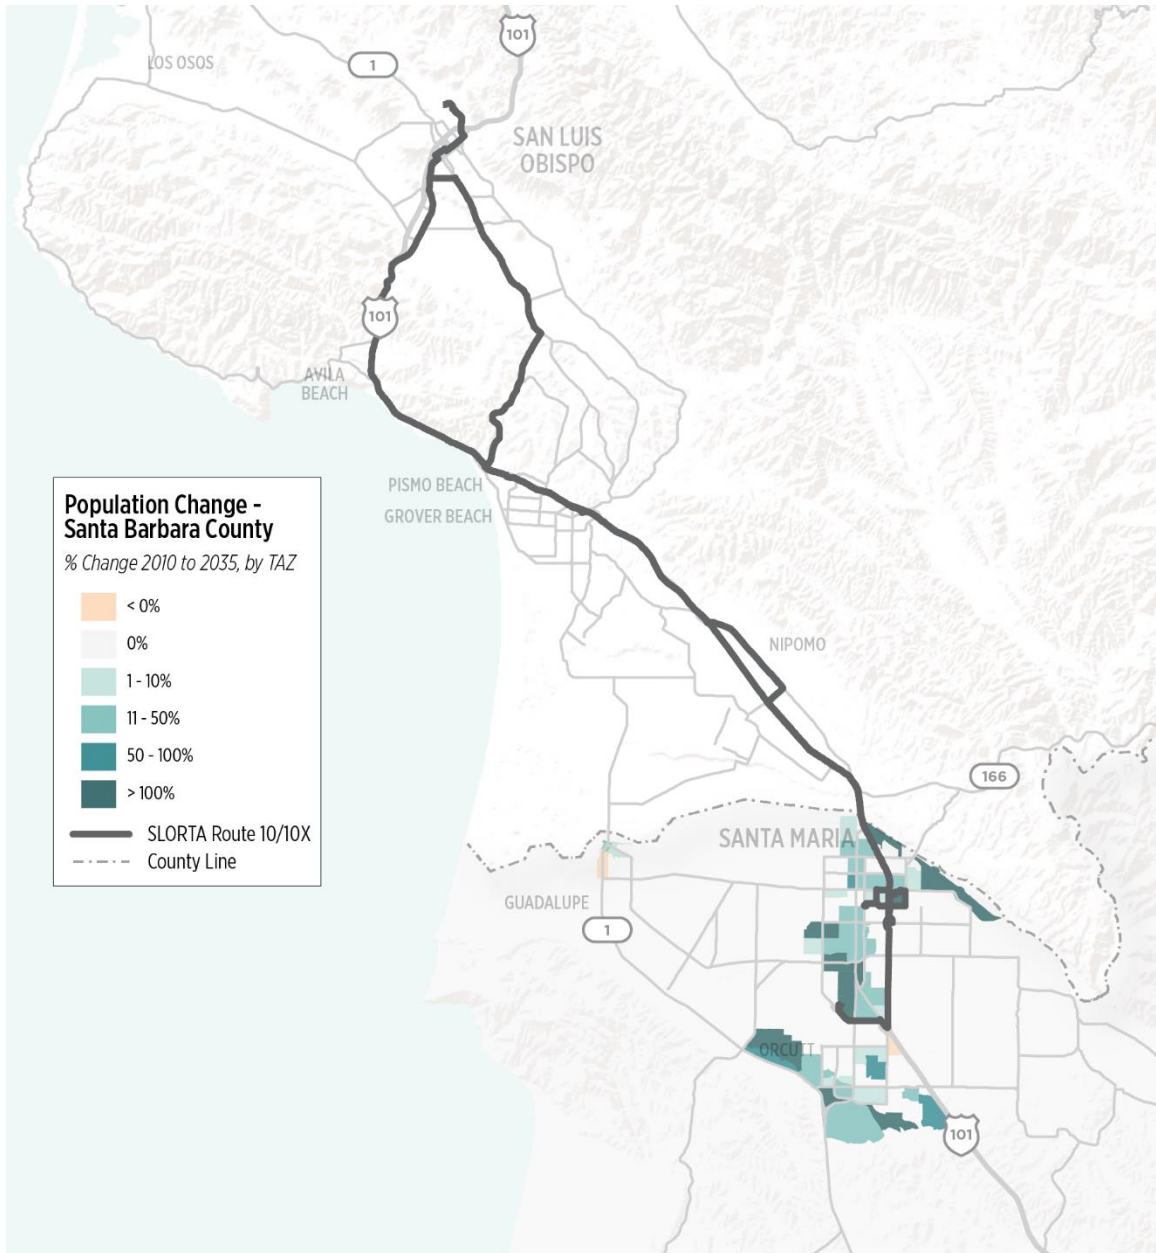 101
LOS OSOS
1
SAN LUIS
OBISPO
101
AVILA
BEACH
PISMO BEACH
GROVER BEACH
Population Change -
Santa Barbara County
% Change 2010 to 2035, by TAZ
< 0%
0%
1 - 10%
11 - 50%
50 - 100%
> 100%
SLORTA Route 10/10X
County Line
NIPOMO
166
SANTA MARIA
GUADALUPE
1
ORCUTT
101